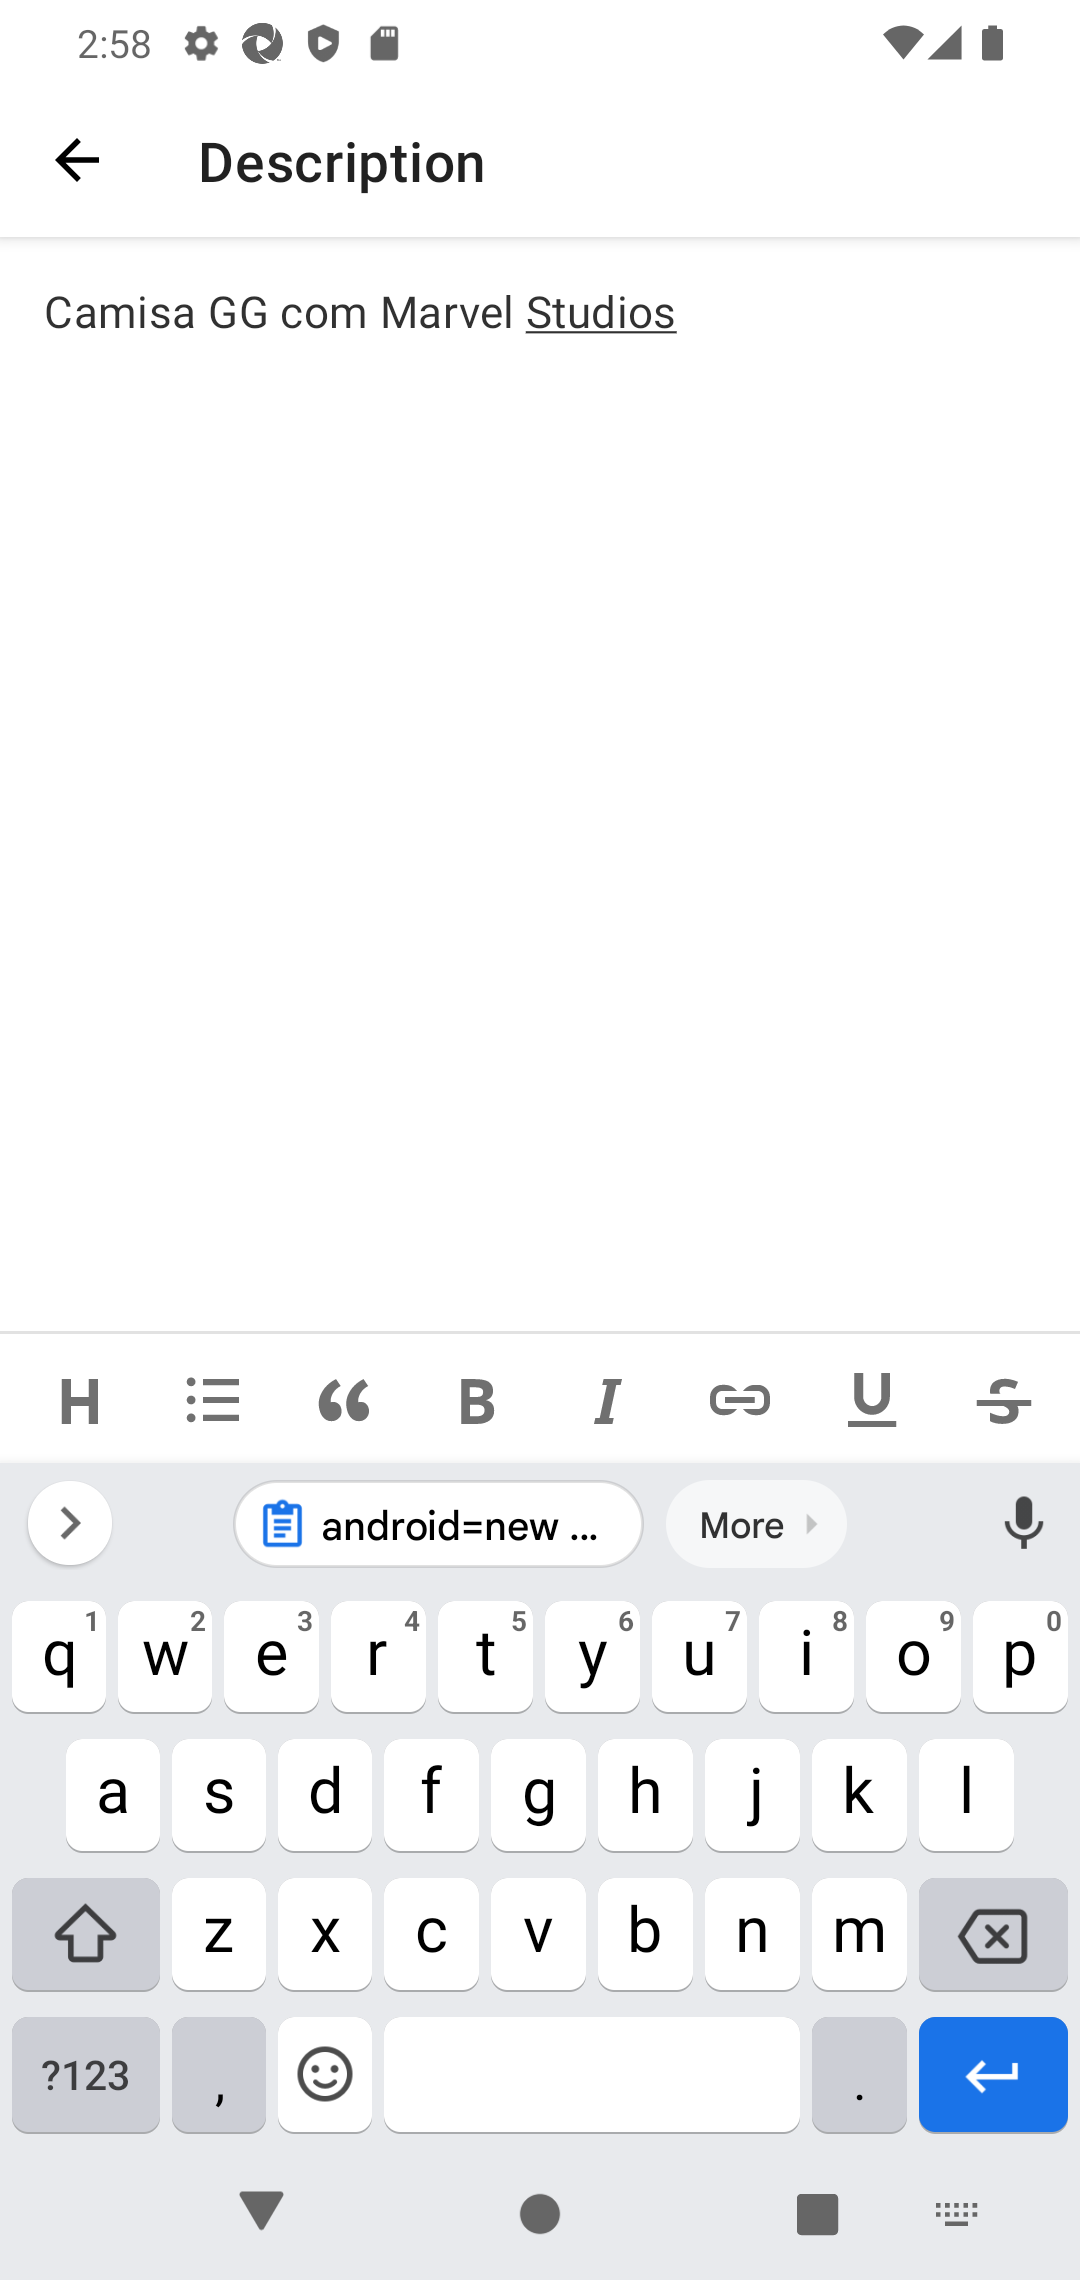 2:58
Description
Camisa GG com Marvel Studios
H B I U S
android=new ... More
q1 w2 e3 r4 t5 y6 u7 i8 o9 p0
a s d f g h j k l
z x c v b n m
?123 , .